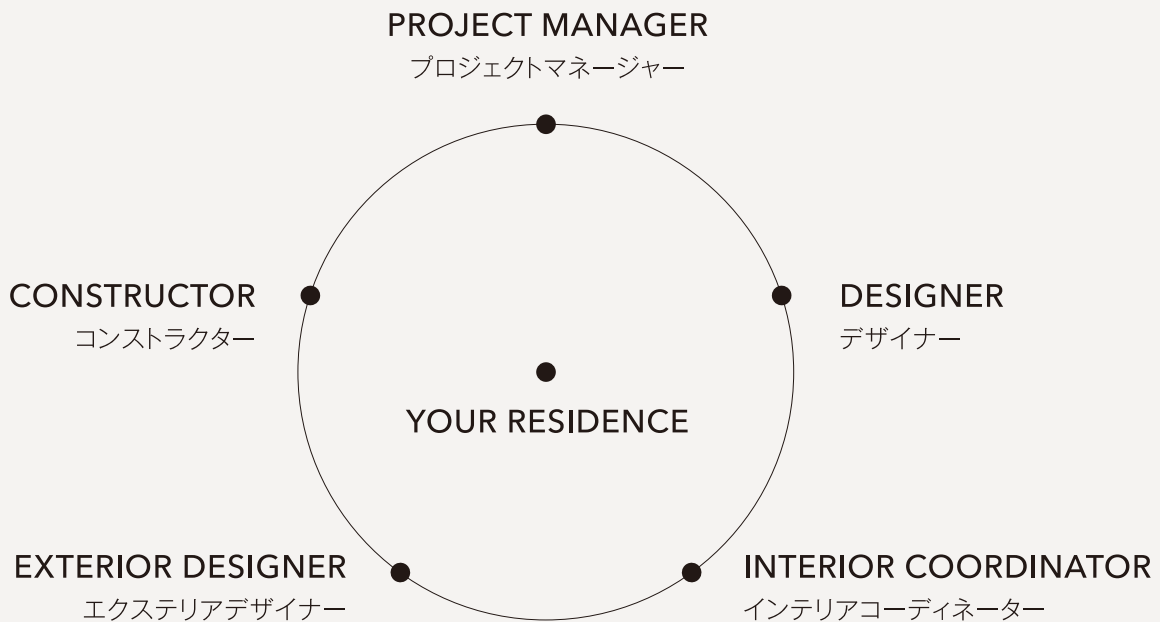 PROJECT MANAGER
プロジェクトマネージャー
CONSTRUCTOR
コンストラクター
DESIGNER
デザイナー
YOUR RESIDENCE
EXTERIOR DESIGNER
エクステリアデザイナー
INTERIOR COORDINATOR
インテリアコーディネーター